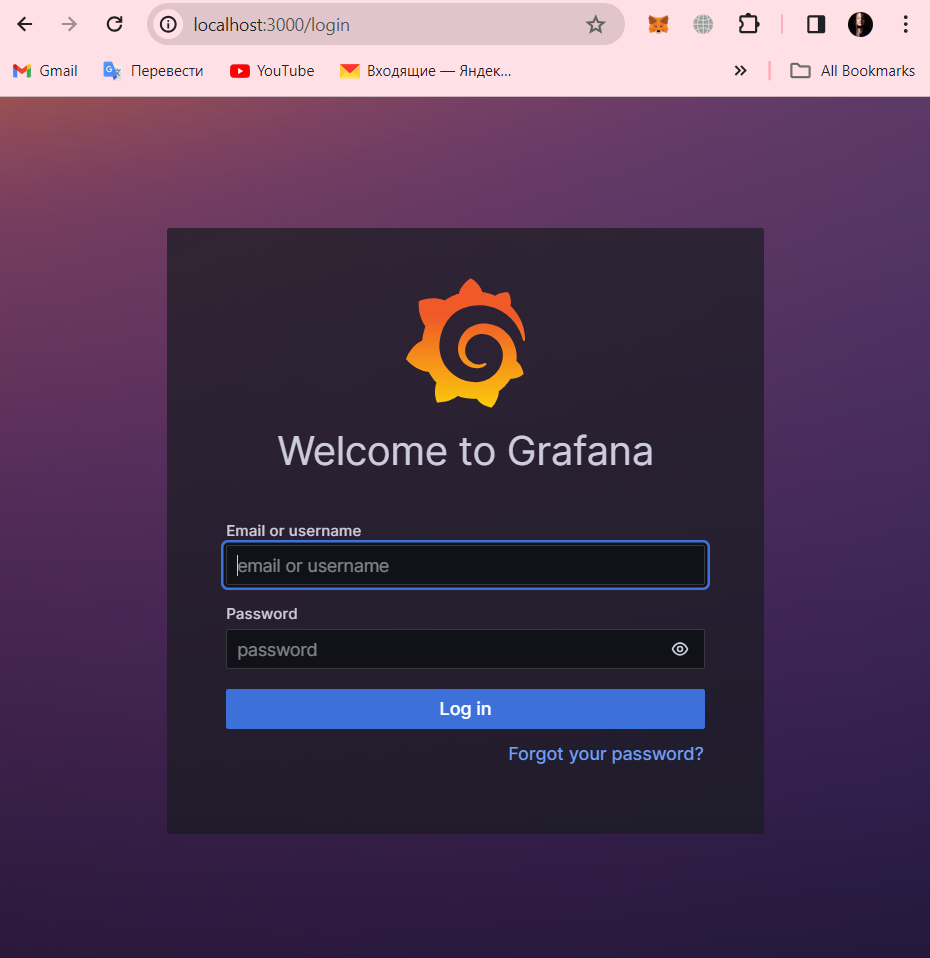 localhost:3000/login
Gmail Перевести YouTube Входящие — Яндек... All Bookmarks
Welcome to Grafana
Email or username
email or username
Password
password
Log in
Forgot your password?